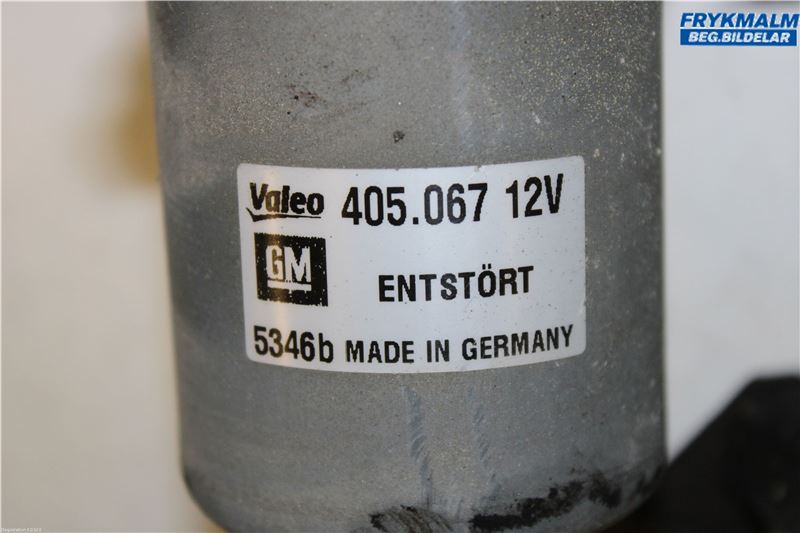 FRYKMALM
BEG.BILDELAR
Valeo 405.067 12V
GM ENTSTÖRT
5346b MADE IN GERMANY